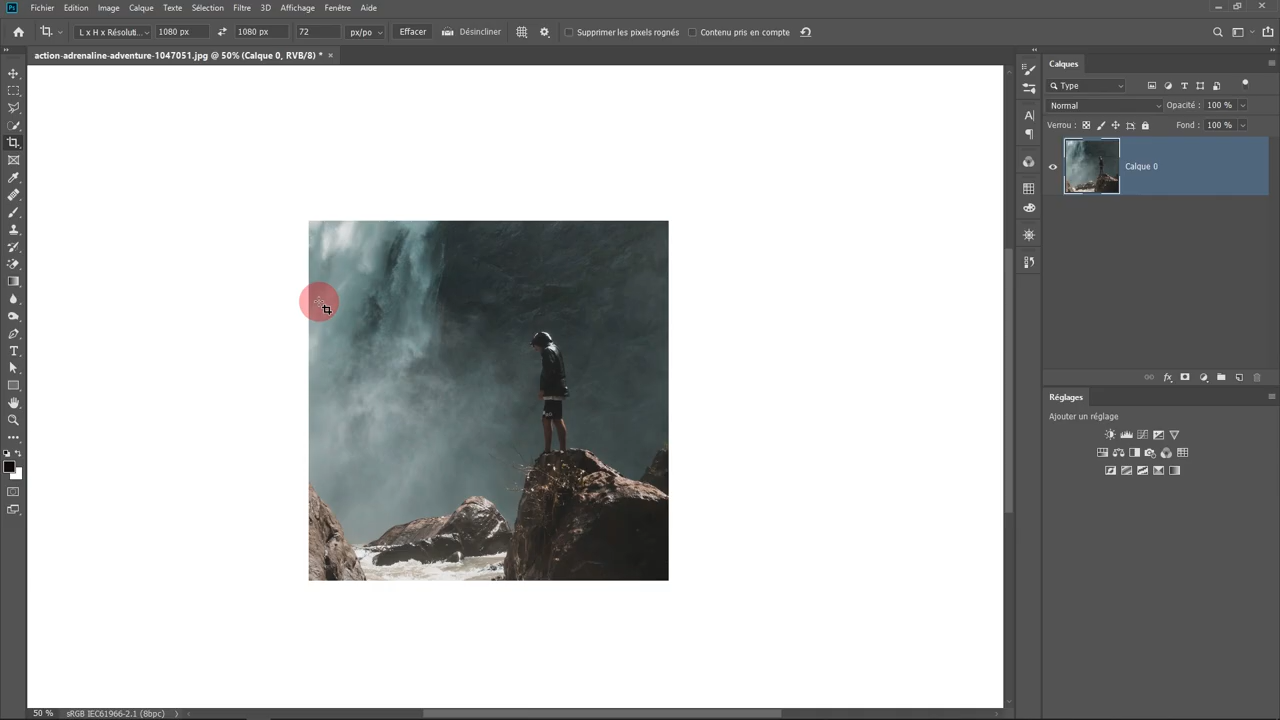 Ps Fichier Edition Image Calque Texte Sélection Filtre 3D Affichage Fenêtre Aide
L x H x Résoluti... 1080 px 1080 px 72 px/po Effacer Désincliner Supprimer les pixels rognés Contenu pris en compte
action-adrenaline-adventure-1047051.jpg @ 50% (Calque 0, RVB/8) * ×
Calques
Type
Normal Opacité : 100 %
Verrou : Fond : 100 %
Calque 0
Réglages
Ajouter un réglage
50 % sRGB IEC61966-2.1 (8bpc)